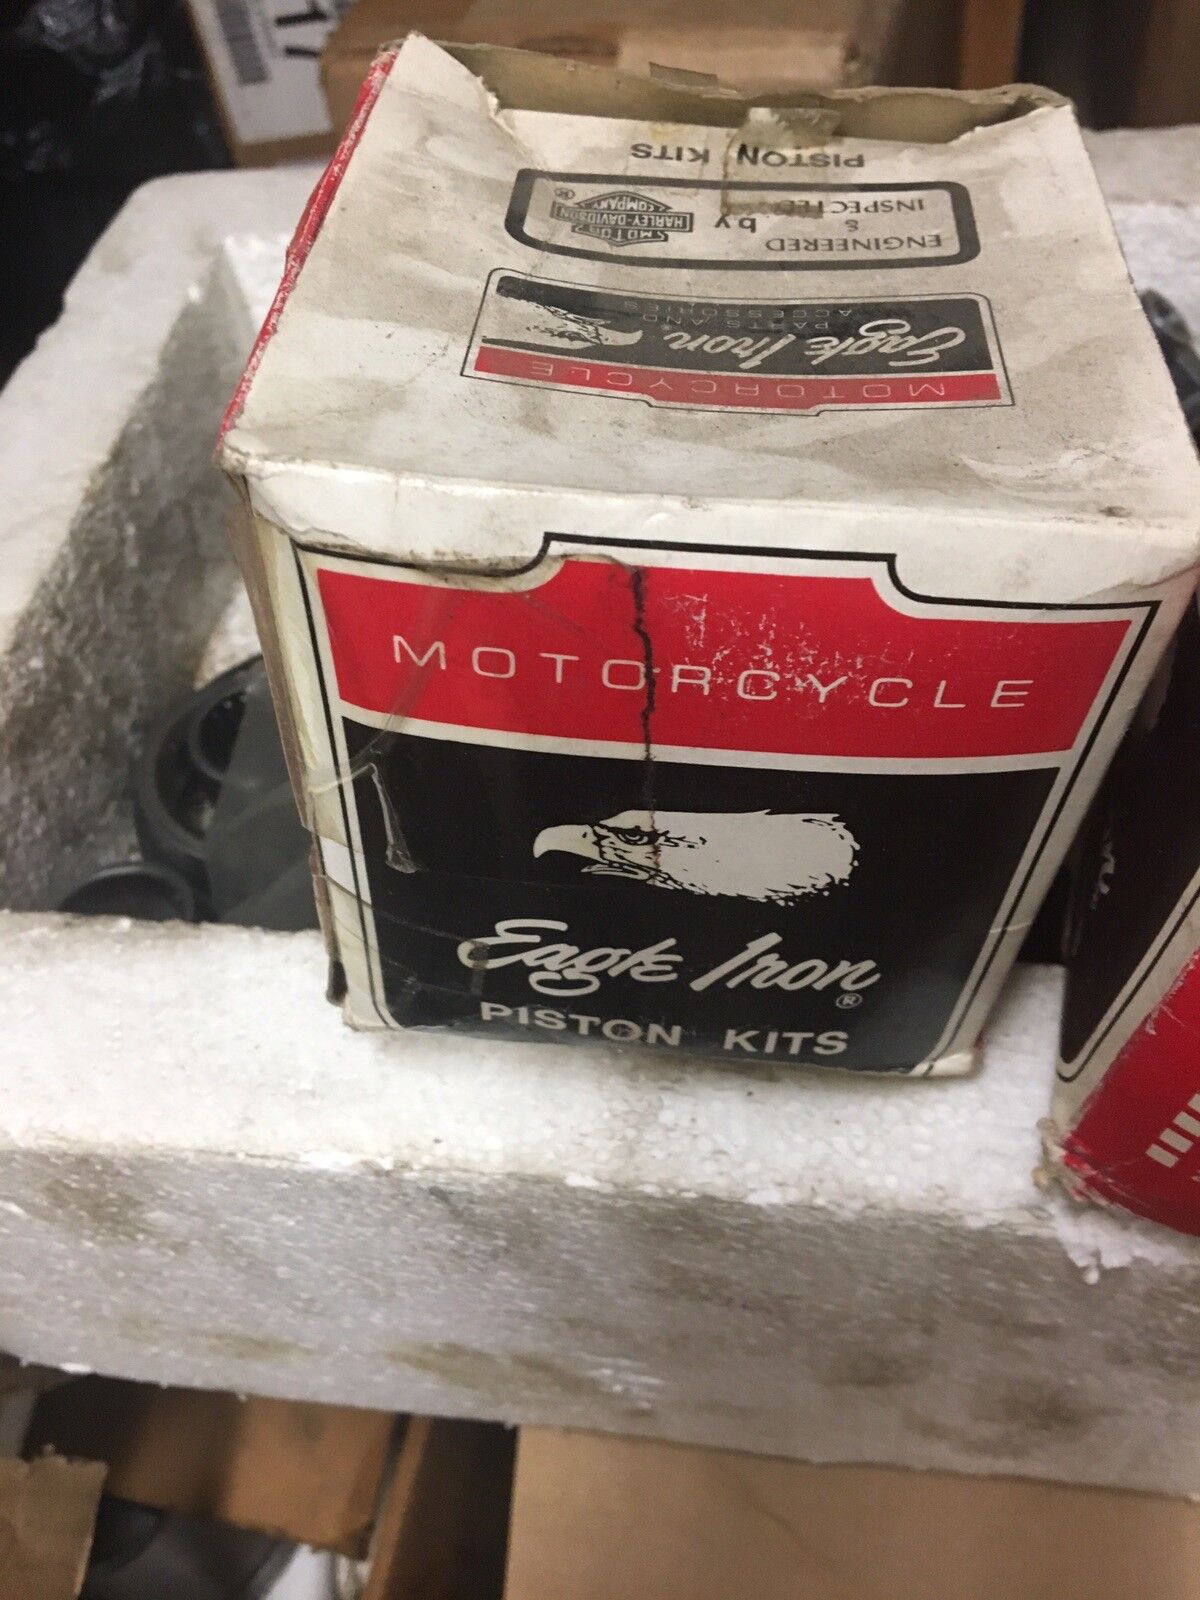 17
PISTON KITS
ENGINEERED
&
INSPECTED
by
MOTOR
HARLEY-DAVIDSON
COMPANY
®
Eagle Iron
PARTS AND
ACCESSORIES
MOTORCYCLE
MOTORCYCLE
Eagle Iron®
PISTON KITS